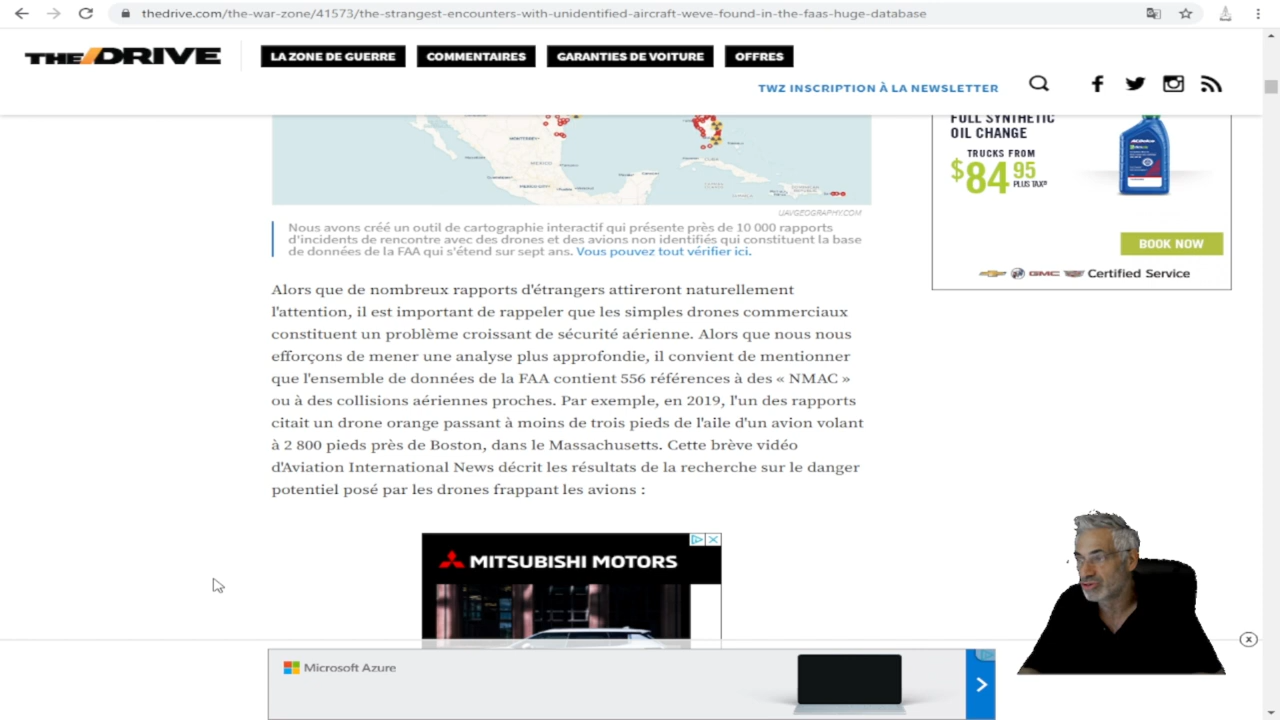 thedrive.com/the-war-zone/41573/the-strangest-encounters-with-unidentified-aircraft-weve-found-in-the-faas-huge-database
THE DRIVE
LA ZONE DE GUERRE
COMMENTAIRES
GARANTIES DE VOITURE
OFFRES
TWZ INSCRIPTION À LA NEWSLETTER
MEXICO
UAVGEOGRAPHY.COM
Nous avons créé un outil de cartographie interactif qui présente près de 10 000 rapports
d'incidents de rencontre avec des drones et des avions non identifiés qui constituent la base
de données de la FAA qui s'étend sur sept ans. Vous pouvez tout vérifier ici.
Alors que de nombreux rapports d'étrangers attireront naturellement
l'attention, il est important de rappeler que les simples drones commerciaux
constituent un problème croissant de sécurité aérienne. Alors que nous nous
efforçons de mener une analyse plus approfondie, il convient de mentionner
que l'ensemble de données de la FAA contient 556 références à des « NMAC »
ou à des collisions aériennes proches. Par exemple, en 2019, l'un des rapports
citait un drone orange passant à moins de trois pieds de l'aile d'un avion volant
à 2 800 pieds près de Boston, dans le Massachusetts. Cette brève vidéo
d'Aviation International News décrit les résultats de la recherche sur le danger
potentiel posé par les drones frappant les avions :
FULL SYNTHETIC
OIL CHANGE
TRUCKS FROM
$84.95
PLUS TAX*
BOOK NOW
GMC
Certified Service
MITSUBISHI MOTORS
Microsoft Azure